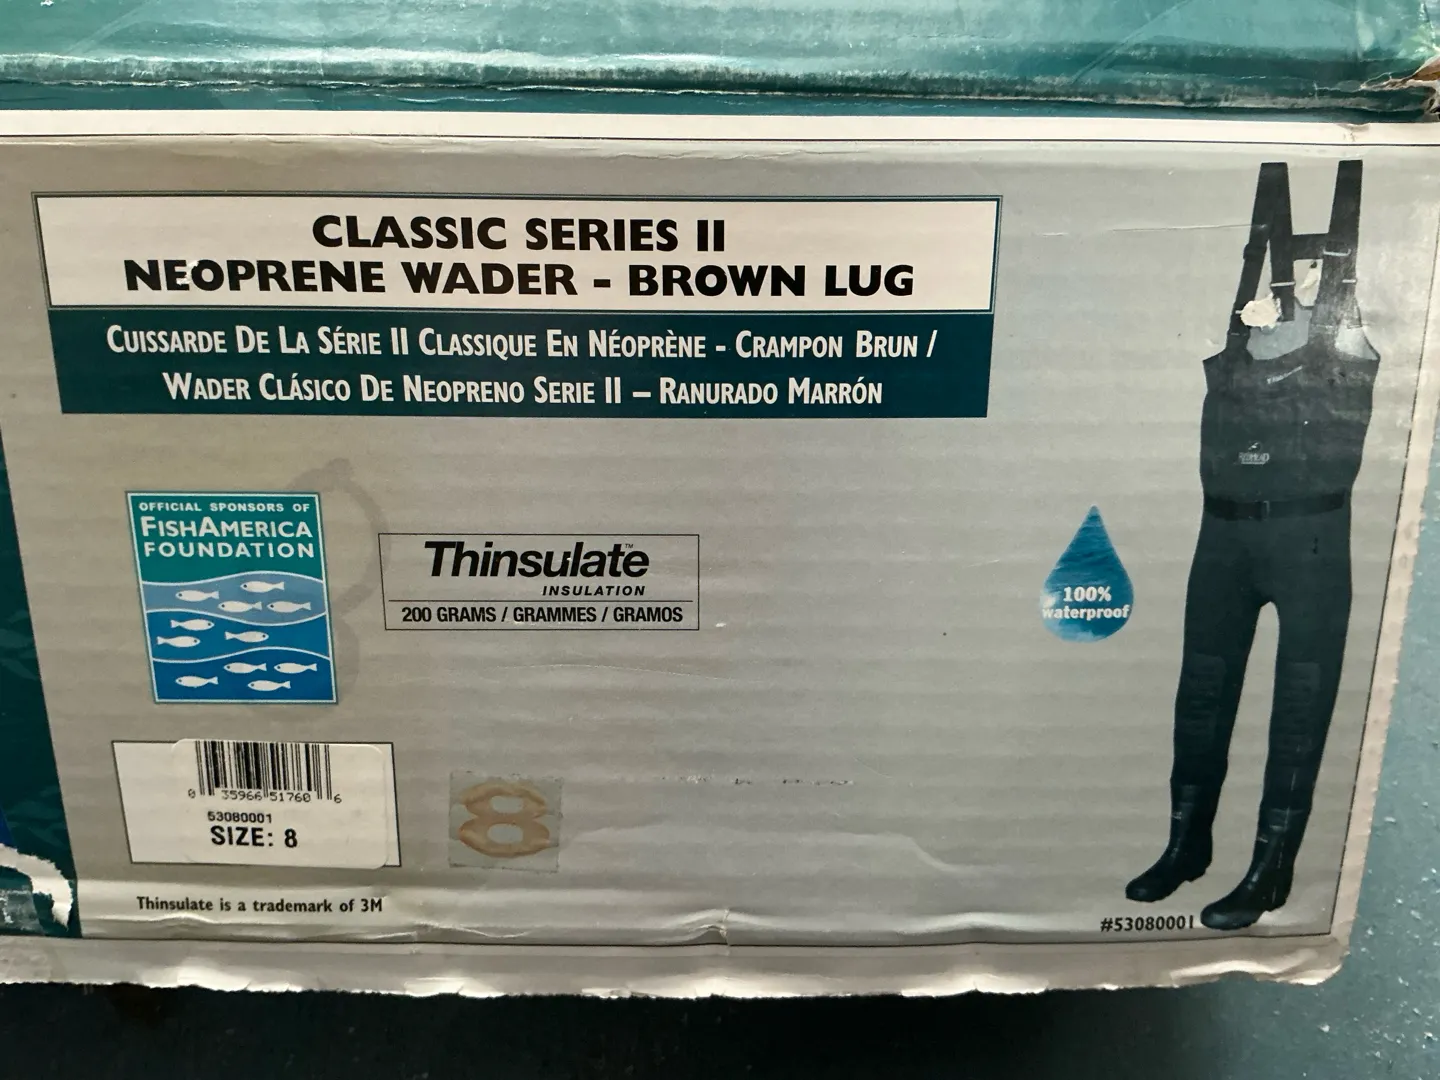 CLASSIC SERIES II
NEOPRENE WADER - BROWN LUG
CUISSARDE DE LA SÉRIE II CLASSIQUE EN NÉOPRÈNE - CRAMPON BRUN /
WADER CLÁSICO DE NEOPRENO SERIE II – RANURADO MARRÓN
OFFICIAL SPONSORS OF
FISHAMERICA
FOUNDATION
Thinsulate™
INSULATION
200 GRAMS / GRAMMES / GRAMOS
100%
waterproof
REDHEAD
0 35966 51760 6
53080001
SIZE: 8
8
Thinsulate is a trademark of 3M
#53080001